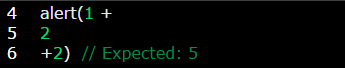 4 alert(1 +
5 2
6 +2) // Expected: 5